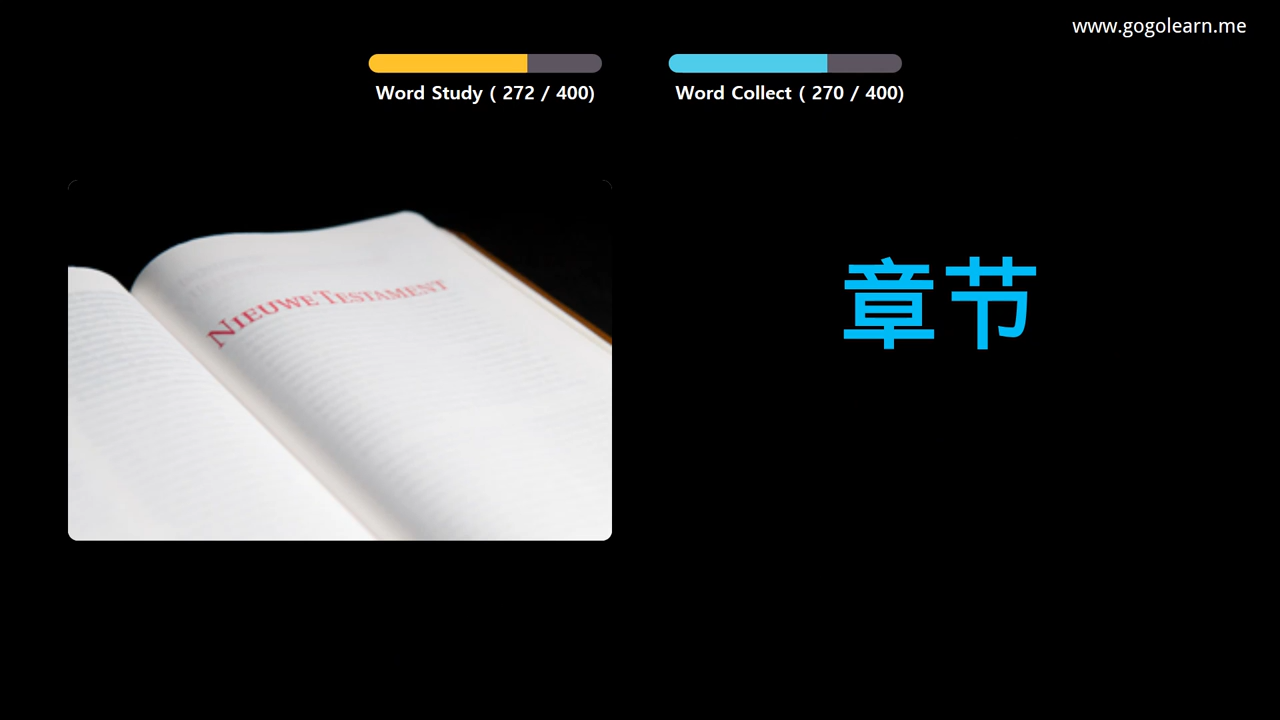 www.gogolearn.me
Word Study ( 272 / 400)
Word Collect ( 270 / 400)
NIEUWE TESTAMENT
章节